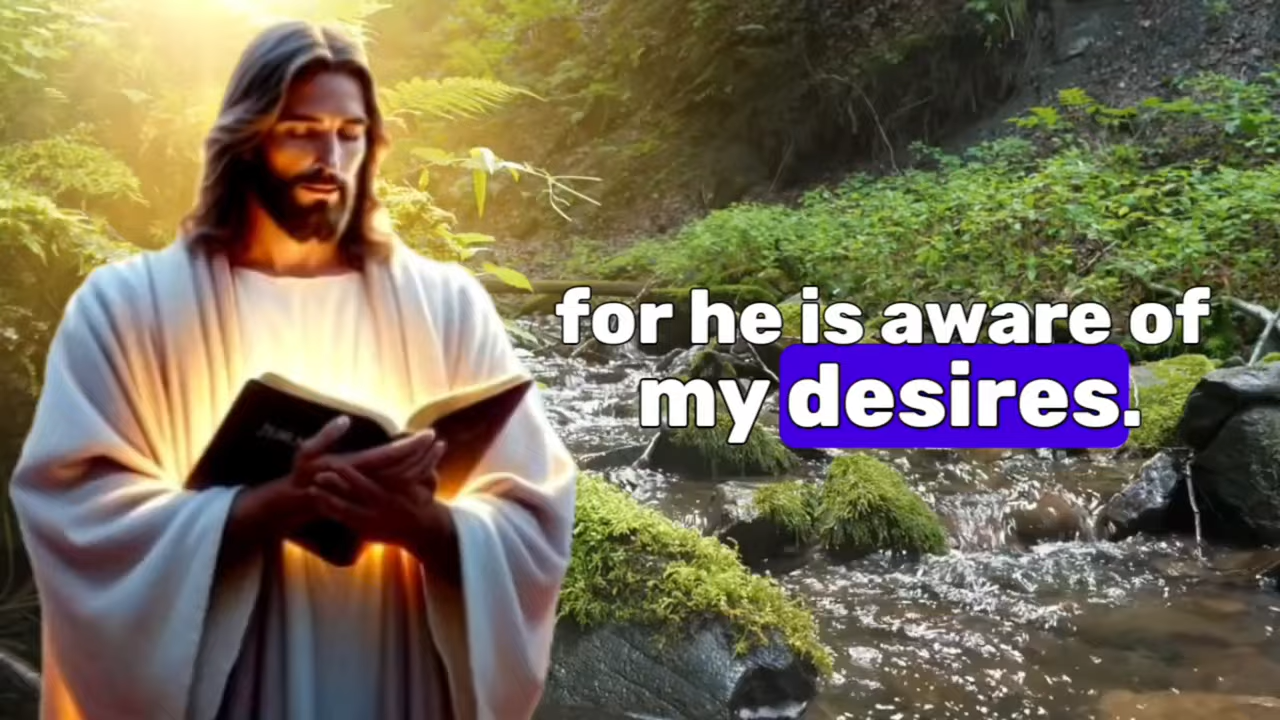 for he is aware of
my desires.